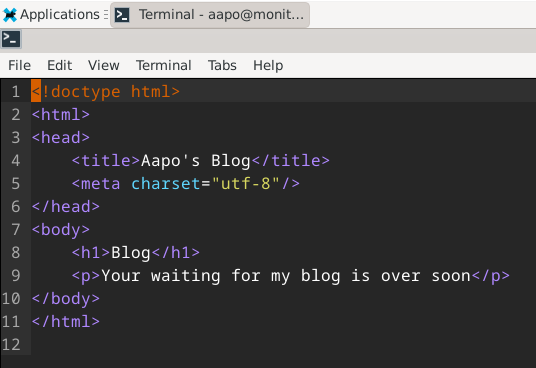 Applications Terminal - aapo@monit...
File Edit View Terminal Tabs Help
1 <!doctype html>
2 <html>
3 <head>
4     <title>Aapo's Blog</title>
5     <meta charset="utf-8"/>
6 </head>
7 <body>
8     <h1>Blog</h1>
9     <p>Your waiting for my blog is over soon</p>
10 </body>
11 </html>
12